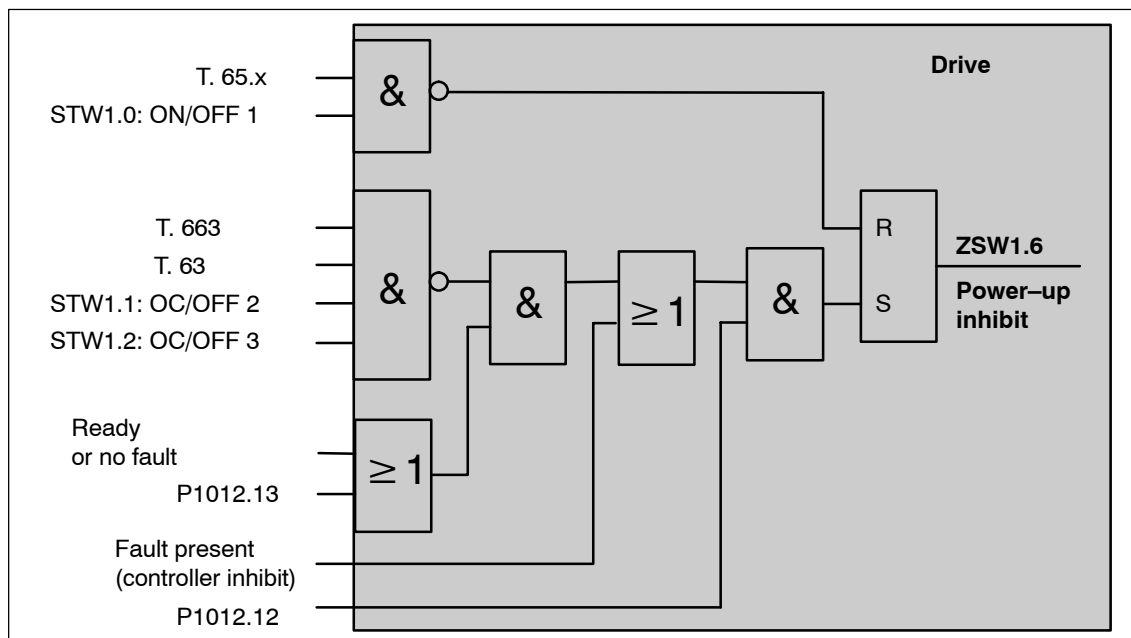 Drive
T. 65.x
&
STW1.0: ON/OFF 1
T. 663
T. 63
STW1.1: OC/OFF 2
STW1.2: OC/OFF 3
&
&
≥ 1
&
R
S
ZSW1.6
Power–up
inhibit
Ready
or no fault
P1012.13
≥ 1
Fault present
(controller inhibit)
P1012.12